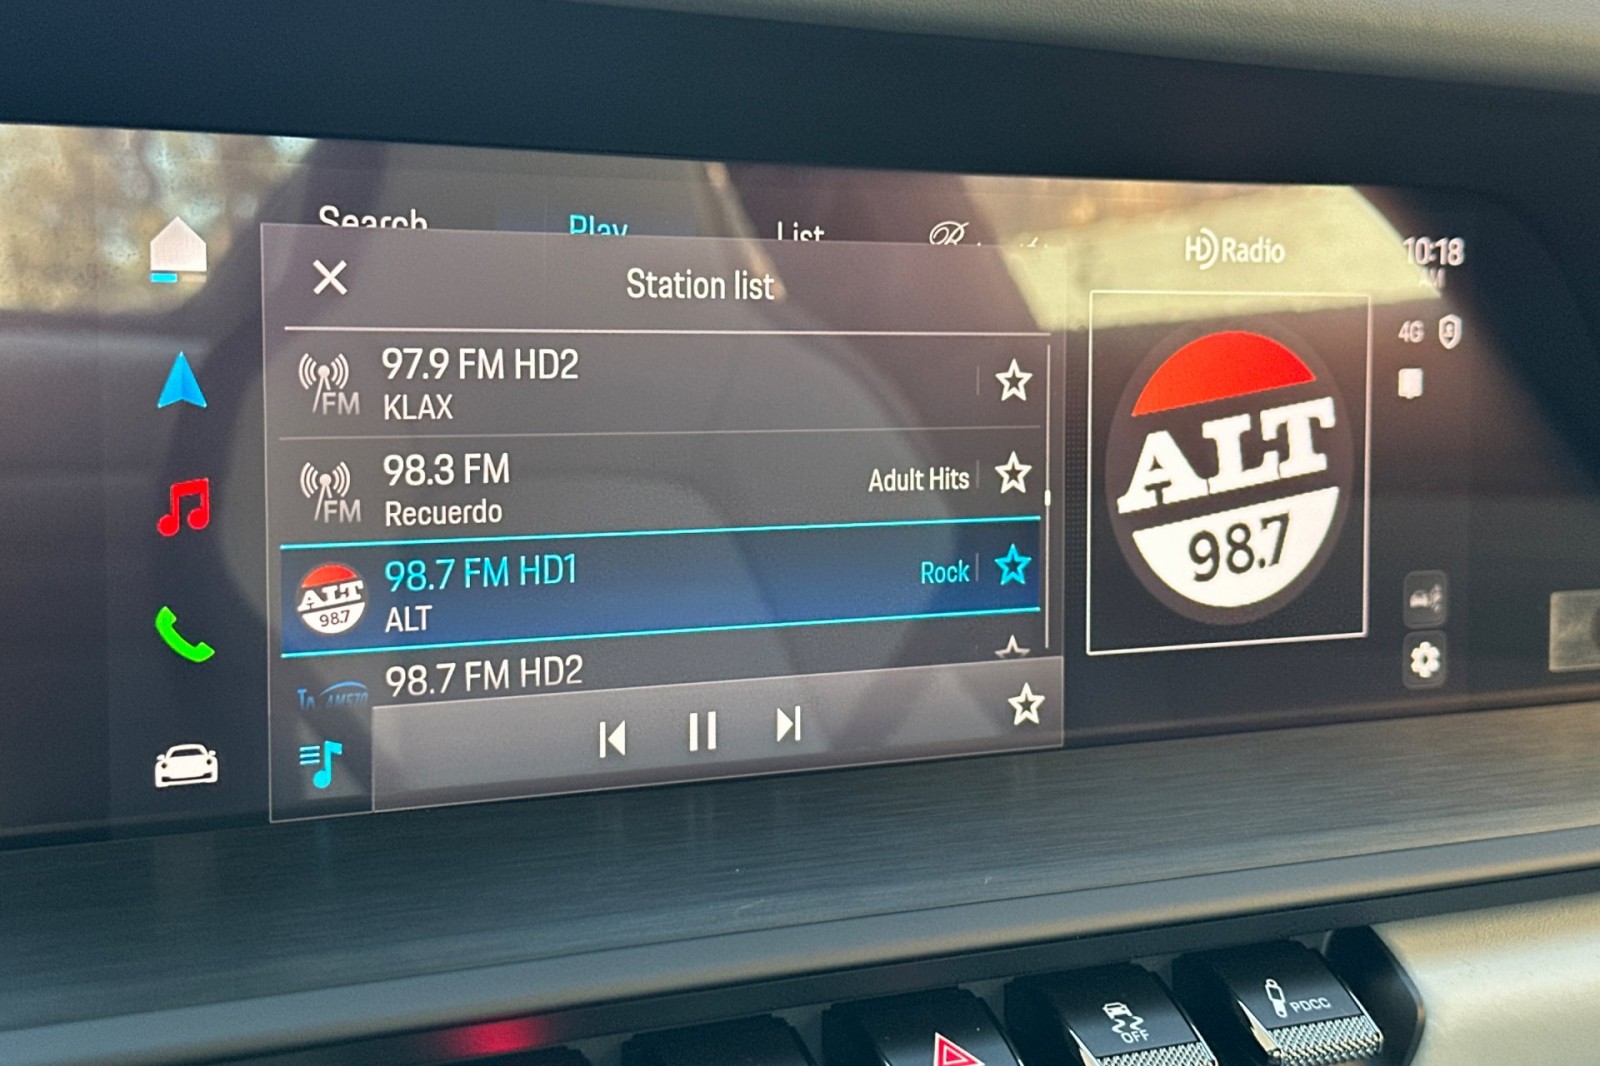 Search
Play
List
HD Radio
10:18
AM
Station list
97.9 FM HD2
KLAX
4G
FM
98.3 FM
Adult Hits
Recuerdo
FM
98.7 FM HD1
Rock
ALT
98.7
ALT
ALT
98.7
98.7 FM HD2
AM570
OFF
PDCC